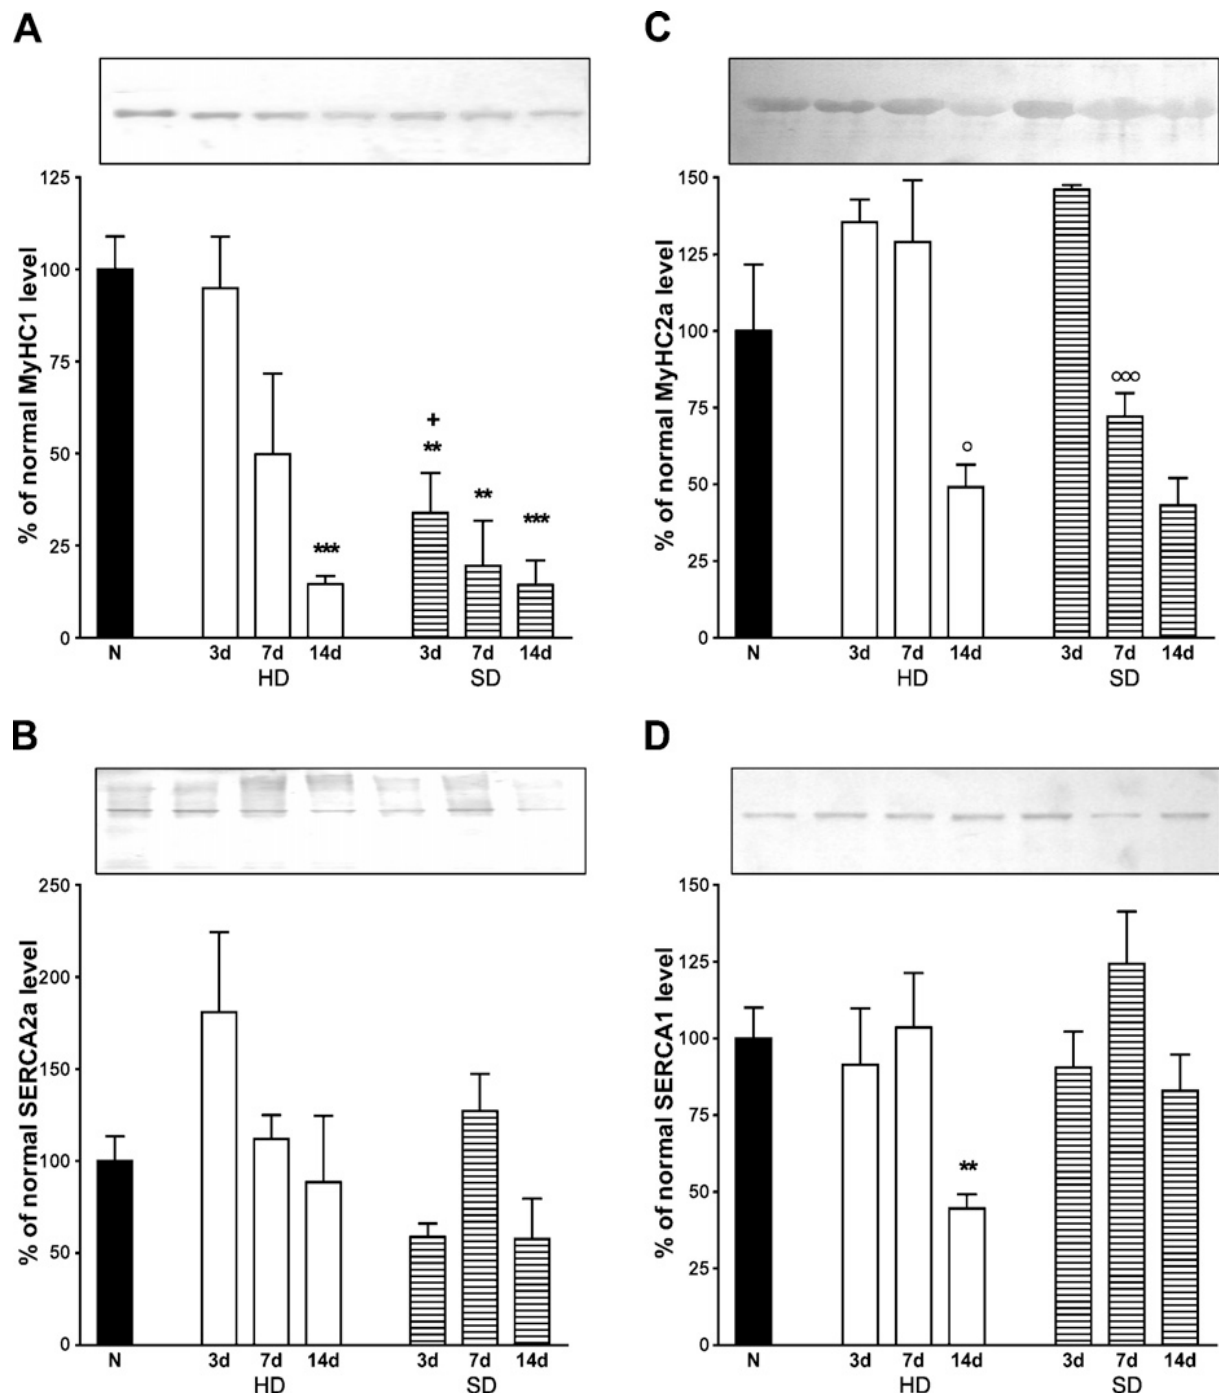 A
% of normal MyHC1 level
125
100
75
50
25
0
+
**
**
***
***
N
3d 7d 14d
3d 7d 14d
HD
SD
C
% of normal MyHC2a level
150
125
100
75
50
25
0
○○○
○
N
3d 7d 14d
3d 7d 14d
HD
SD
B
% of normal SERCA2a level
250
200
150
100
50
0
N
3d 7d 14d
3d 7d 14d
HD
SD
D
% of normal SERCA1 level
150
125
100
75
50
25
0
**
N
3d 7d 14d
3d 7d 14d
HD
SD